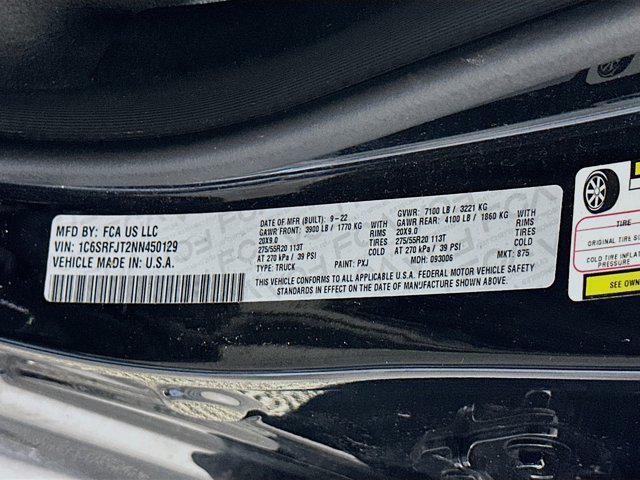 MFD BY: FCA US LLC
VIN: 1C6SRFJT2NN450129
VEHICLE MADE IN: U.S.A.
DATE OF MFR (BUILT): 9-22
GAWR FRONT: 3900 LB / 1770 KG WITH
20X9.0 RIMS
275/55R20 113T TIRES
AT 270 kPa / 39 PSI
TYPE: TRUCK PAINT: PXJ
GVWR: 7100 LB / 3221 KG
GAWR REAR: 4100 LB / 1860 KG WITH
20X9.0 RIMS
275/55R20 113T TIRES
AT 270 kPa / 39 PSI
MDH: 093006 MKT: 875
THIS VEHICLE CONFORMS TO ALL APPLICABLE U.S.A. FEDERAL MOTOR VEHICLE SAFETY
STANDARDS IN EFFECT ON THE DATE OF MANUFACTURE SHOWN ABOVE.
TIRE
ORIGINAL TIRE
COLD TIRE INFLATION
PRESSURE
SEE OWN